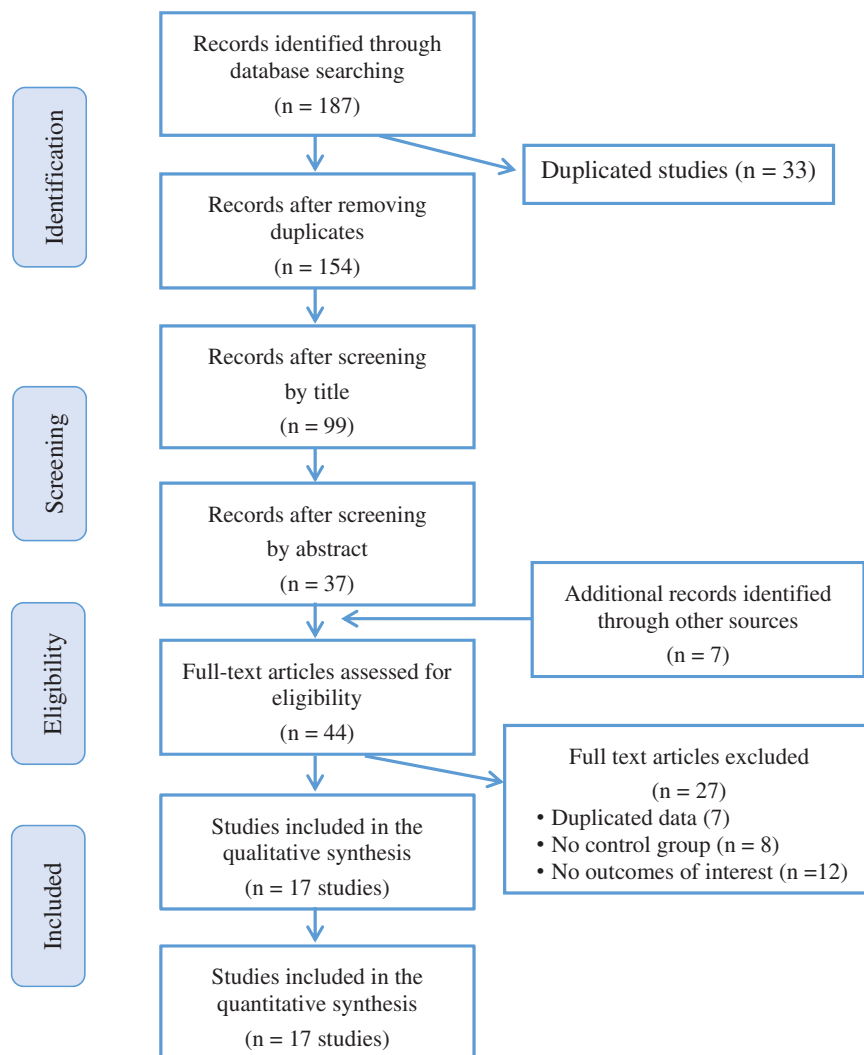 Identification
Records identified through
database searching
(n = 187)
Duplicated studies (n = 33)
Records after removing
duplicates
(n = 154)
Screening
Records after screening
by title
(n = 99)
Records after screening
by abstract
(n = 37)
Additional records identified
through other sources
(n = 7)
Eligibility
Full-text articles assessed for
eligibility
(n = 44)
Full text articles excluded
(n = 27)
• Duplicated data (7)
• No control group (n = 8)
• No outcomes of interest (n =12)
Included
Studies included in the
qualitative synthesis
(n = 17 studies)
Studies included in the
quantitative synthesis
(n = 17 studies)